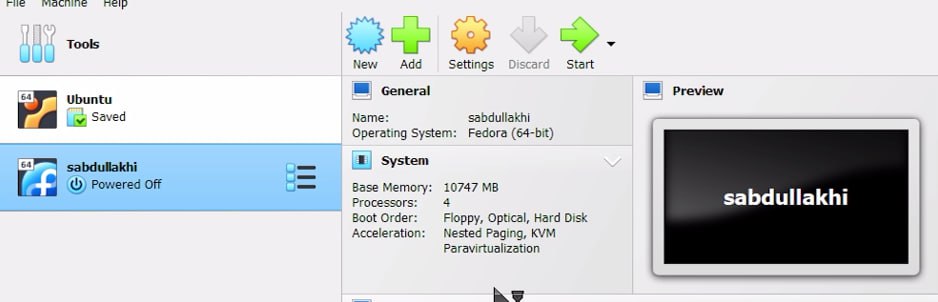 File Machine Help
Tools
New Add Settings Discard Start
64
Ubuntu
Saved
64
sabdullakhi
Powered Off
General
Name: sabdullakhi
Operating System: Fedora (64-bit)
System
Base Memory: 10747 MB
Processors: 4
Boot Order: Floppy, Optical, Hard Disk
Acceleration: Nested Paging, KVM
Paravirtualization
Preview
sabdullakhi